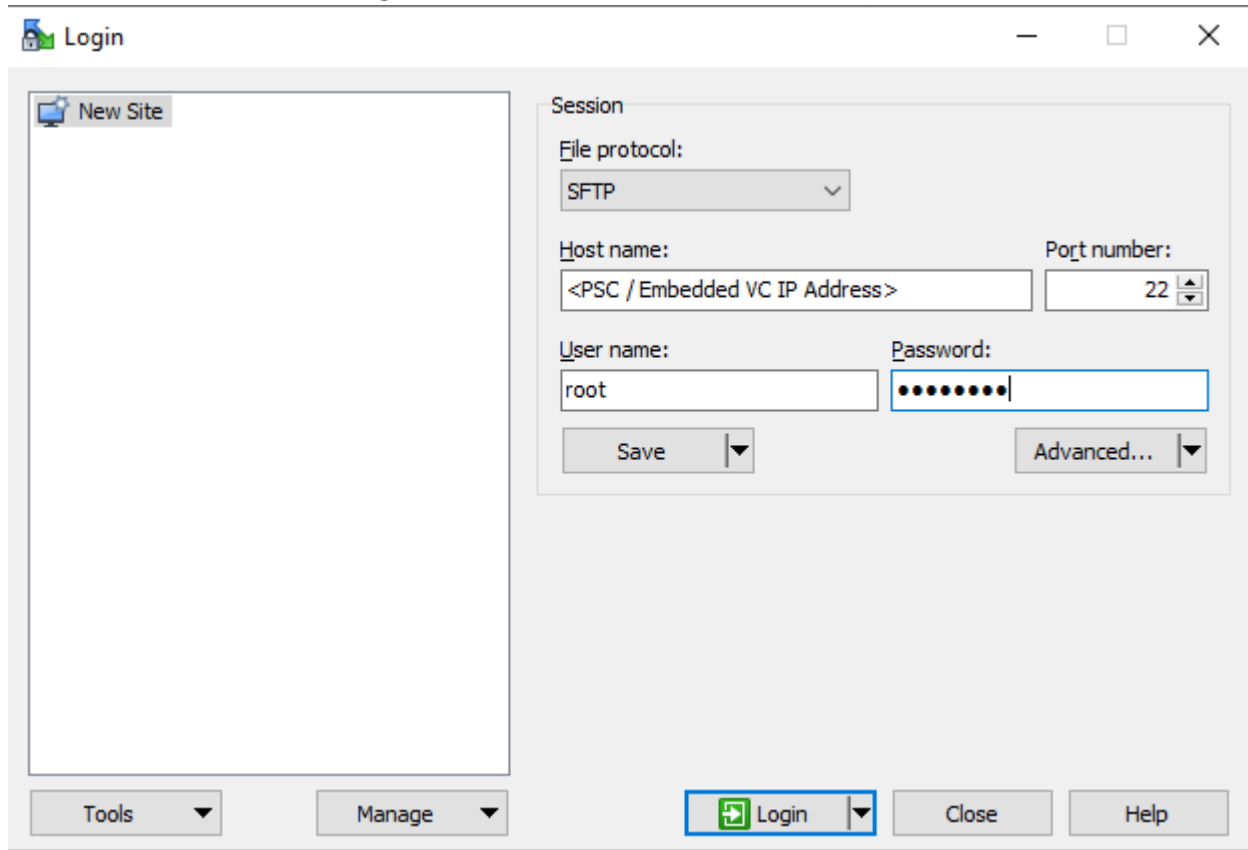 Login
New Site
Session
File protocol:
SFTP
Host name:
Port number:
<PSC / Embedded VC IP Address>
22
User name:
Password:
root
••••••••
Save
Advanced...
Tools
Manage
Login
Close
Help